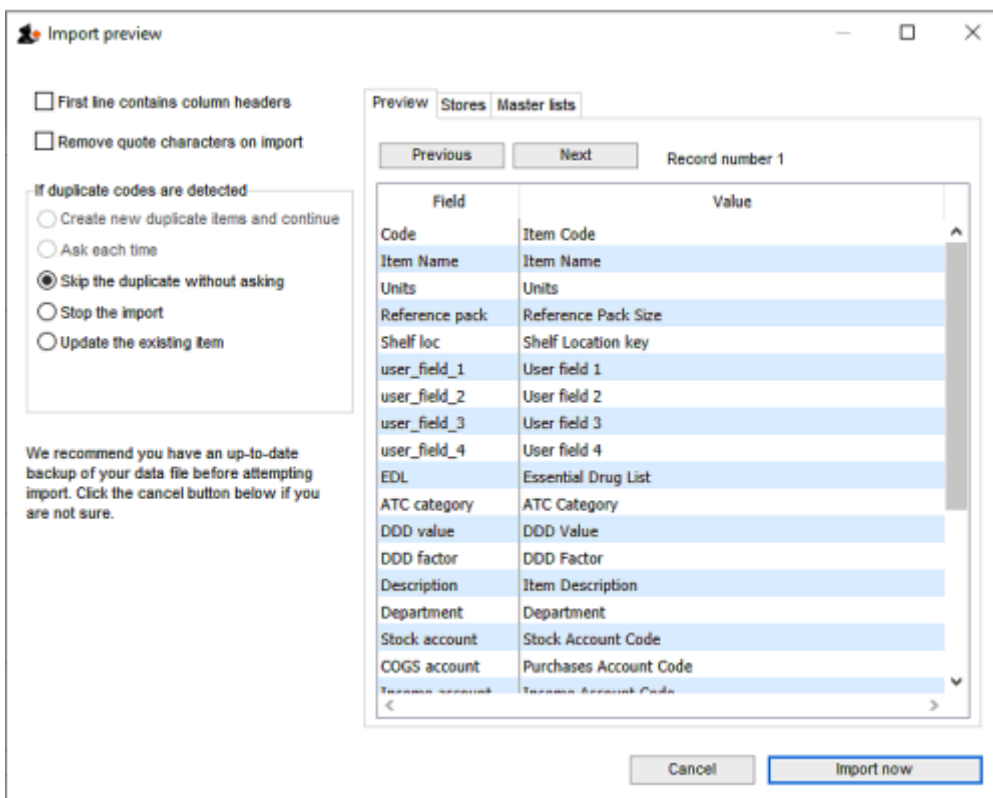 Import preview
First line contains column headers
Remove quote characters on import
If duplicate codes are detected
Create new duplicate items and continue
Ask each time
Skip the duplicate without asking
Stop the import
Update the existing item
We recommend you have an up-to-date
backup of your data file before attempting
import. Click the cancel button below if you
are not sure.
Preview Stores Master lists
Previous Next Record number 1
Field Value
Code Item Code
Item Name Item Name
Units Units
Reference pack Reference Pack Size
Shelf loc Shelf Location key
user_field_1 User field 1
user_field_2 User field 2
user_field_3 User field 3
user_field_4 User field 4
EDL Essential Drug List
ATC category ATC Category
DDD value DDD Value
DDD factor DDD Factor
Description Item Description
Department Department
Stock account Stock Account Code
COGS account Purchases Account Code
Income account Income Account Code
Cancel Import now